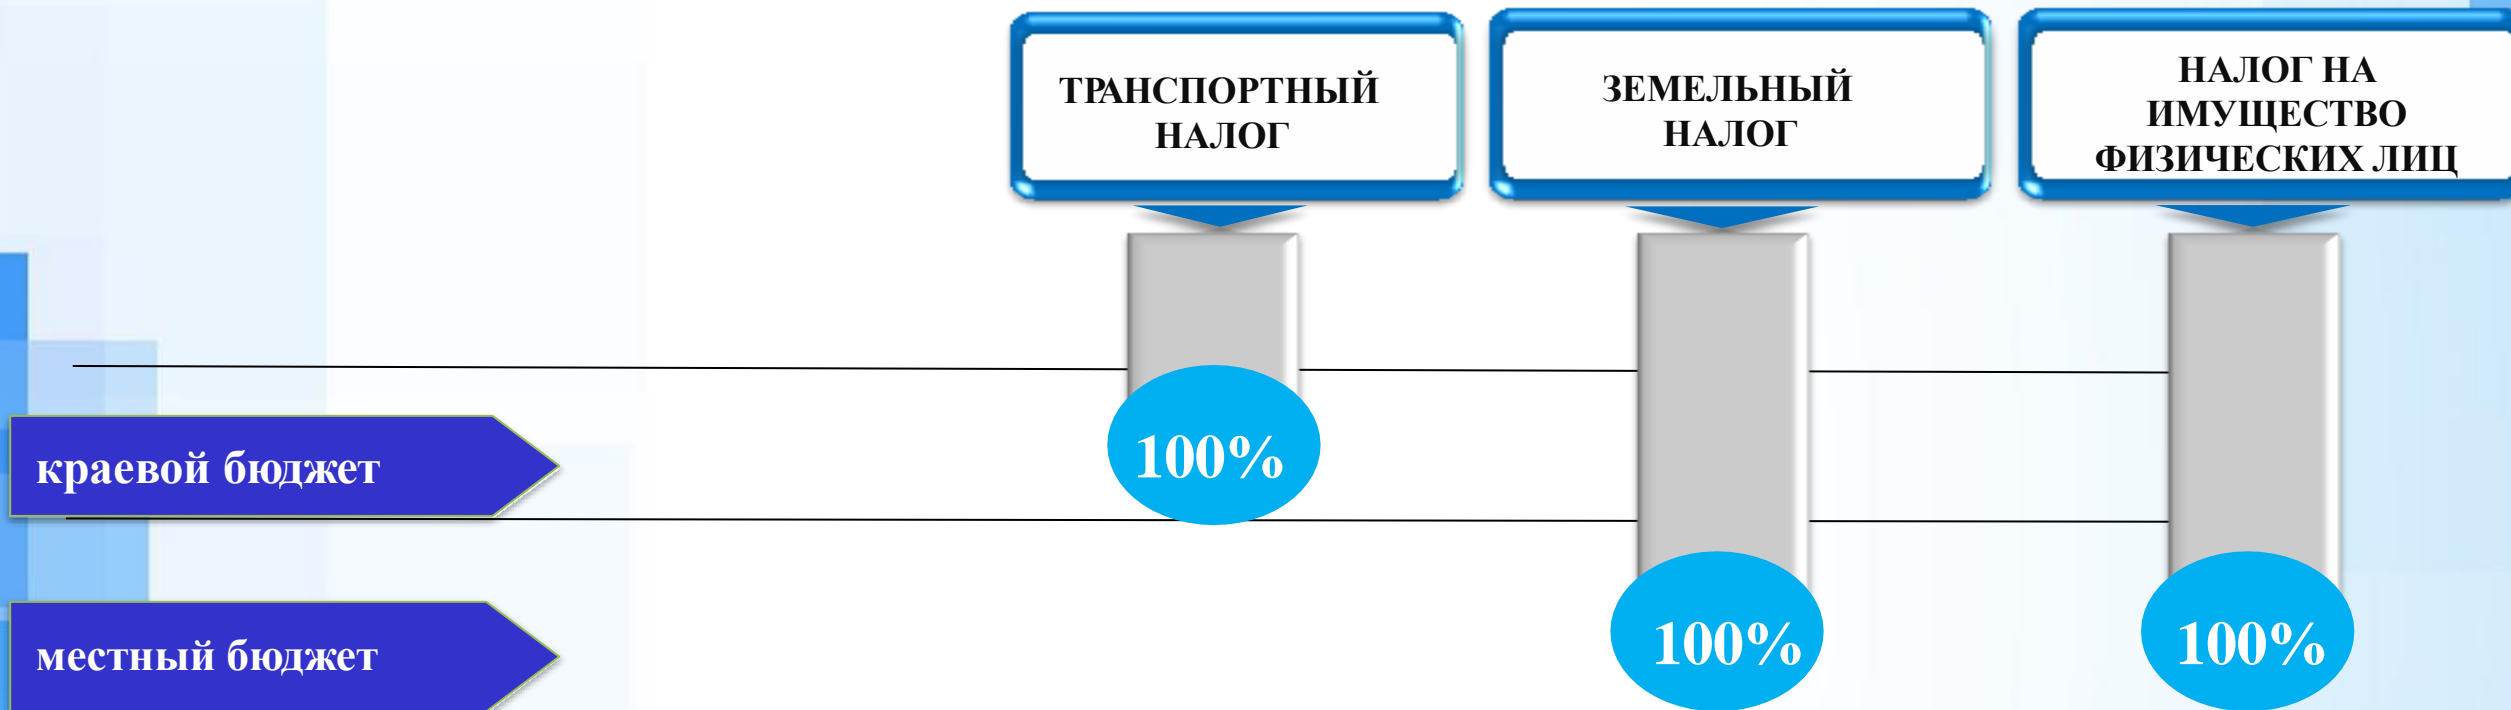 ТРАНСПОРТНЫЙ
НАЛОГ
ЗЕМЕЛЬНЫЙ
НАЛОГ
НАЛОГ НА
ИМУЩЕСТВО
ФИЗИЧЕСКИХ ЛИЦ
краевой бюджет
100%
местный бюджет
100%
100%